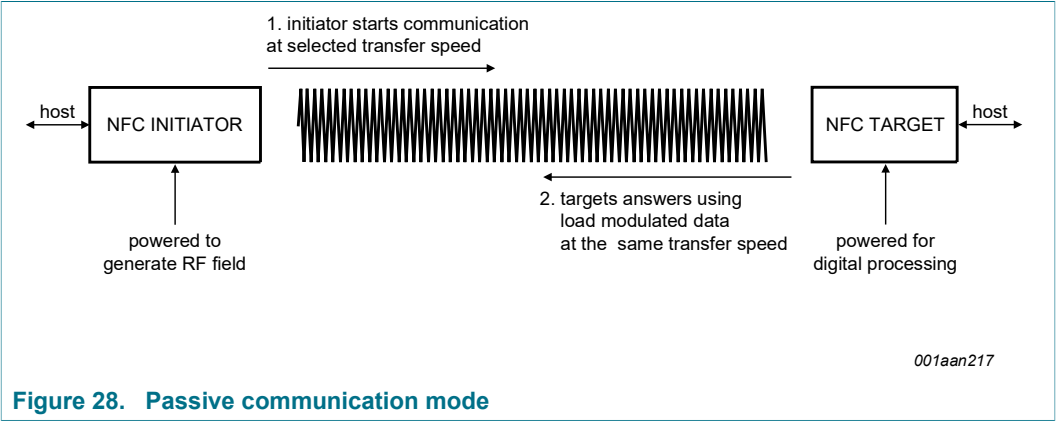 1. initiator starts communication
at selected transfer speed
host
NFC INITIATOR
NFC TARGET
host
2. targets answers using
load modulated data
at the same transfer speed
powered to
generate RF field
powered for
digital processing
001aan217
Figure 28. Passive communication mode